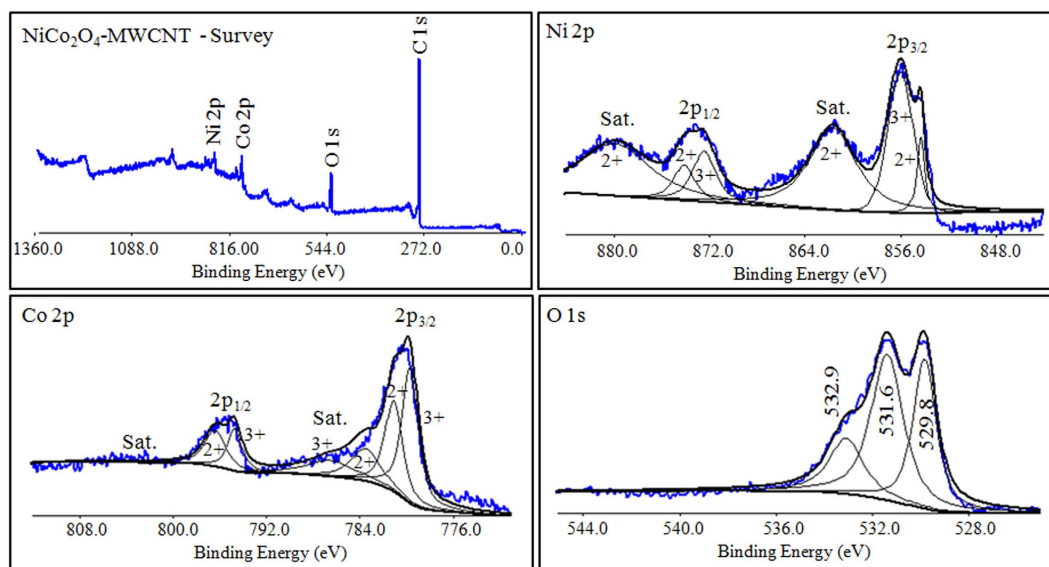 NiCo₂O₄-MWCNT - Survey
C 1s
Ni 2p
Co 2p
O 1s
1360.0 1088.0 816.0 544.0 272.0 0.0
Binding Energy (eV)
Ni 2p
2p₃/₂
Sat. 2p₁/₂ Sat.
3+
2+ 2+ 2+ 2+
3+
880.0 872.0 864.0 856.0 848.0
Binding Energy (eV)
Co 2p
2p₃/₂
2p₁/₂
Sat. Sat.
2+ 3+ 3+ 2+ 2+ 3+
808.0 800.0 792.0 784.0 776.0
Binding Energy (eV)
O 1s
532.9
531.6
529.8
544.0 540.0 536.0 532.0 528.0
Binding Energy (eV)